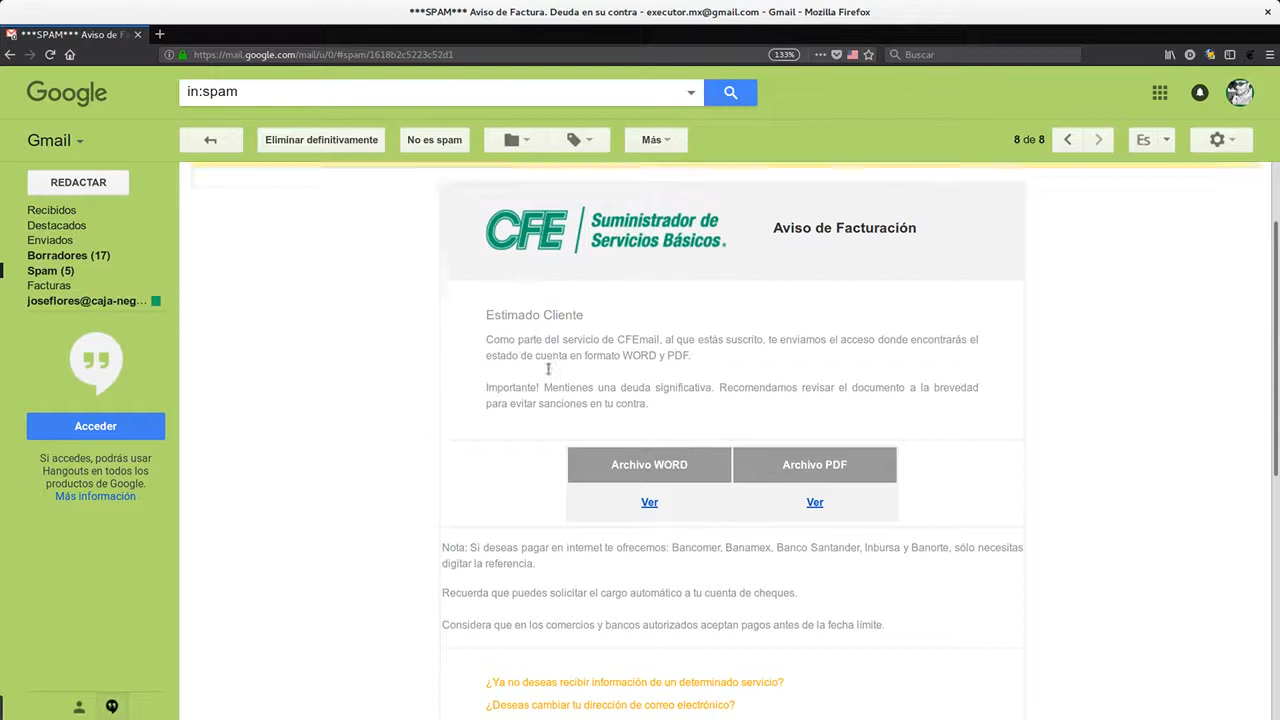 ***SPAM*** Aviso de Factura. Deuda en su contra - executor.mx@gmail.com - Gmail - Mozilla Firefox
***SPAM*** Aviso de Fa
https://mail.google.com/mail/u/0/#spam/1618b2c5223c52d1
133%
Buscar
Google
in:spam
Gmail
Eliminar definitivamente
No es spam
Más
8 de 8
Es
REDACTAR
Recibidos
Destacados
Enviados
Borradores (17)
Spam (5)
Facturas
joseflores@caja-neg...
Acceder
Si accedes, podrás usar
Hangouts en todos los
productos de Google.
Más información
CFE
Suministrador de
Servicios Básicos.
Aviso de Facturación
Estimado Cliente
Como parte del servicio de CFEmail, al que estás suscrito, te enviamos el acceso donde encontrarás el
estado de cuenta en formato WORD y PDF.
Importante! Mentienes una deuda significativa. Recomendamos revisar el documento a la brevedad
para evitar sanciones en tu contra.
Archivo WORD
Archivo PDF
Ver
Ver
Nota: Si deseas pagar en internet te ofrecemos: Bancomer, Banamex, Banco Santander, Inbursa y Banorte, sólo necesitas
digitar la referencia.
Recuerda que puedes solicitar el cargo automático a tu cuenta de cheques.
Considera que en los comercios y bancos autorizados aceptan pagos antes de la fecha límite.
¿Ya no deseas recibir información de un determinado servicio?
¿Deseas cambiar tu dirección de correo electrónico?